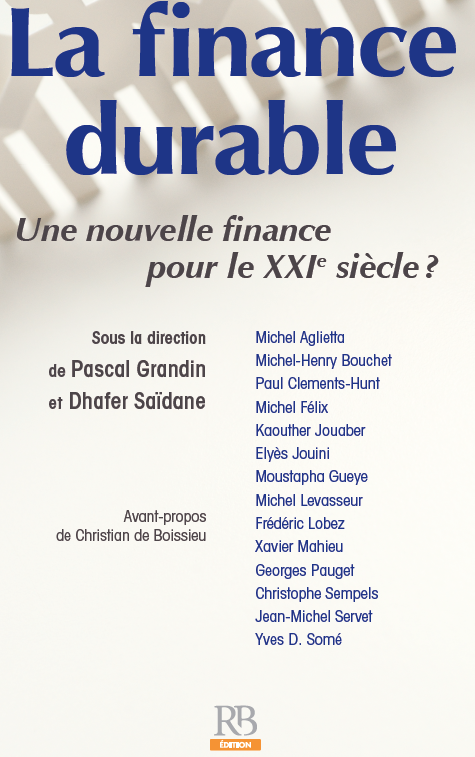 La finance
durable
Une nouvelle finance
pour le XXIe siècle ?
Sous la direction
de Pascal Grandin
et Dhafer Saïdane
Avant-propos
de Christian de Boissieu
Michel Aglietta
Michel-Henry Bouchet
Paul Clements-Hunt
Michel Félix
Kaouther Jouaber
Elyès Jouini
Moustapha Gueye
Michel Levasseur
Frédéric Lobez
Xavier Mahieu
Georges Pauget
Christophe Sempels
Jean-Michel Servet
Yves D. Somé
RB
ÉDITION